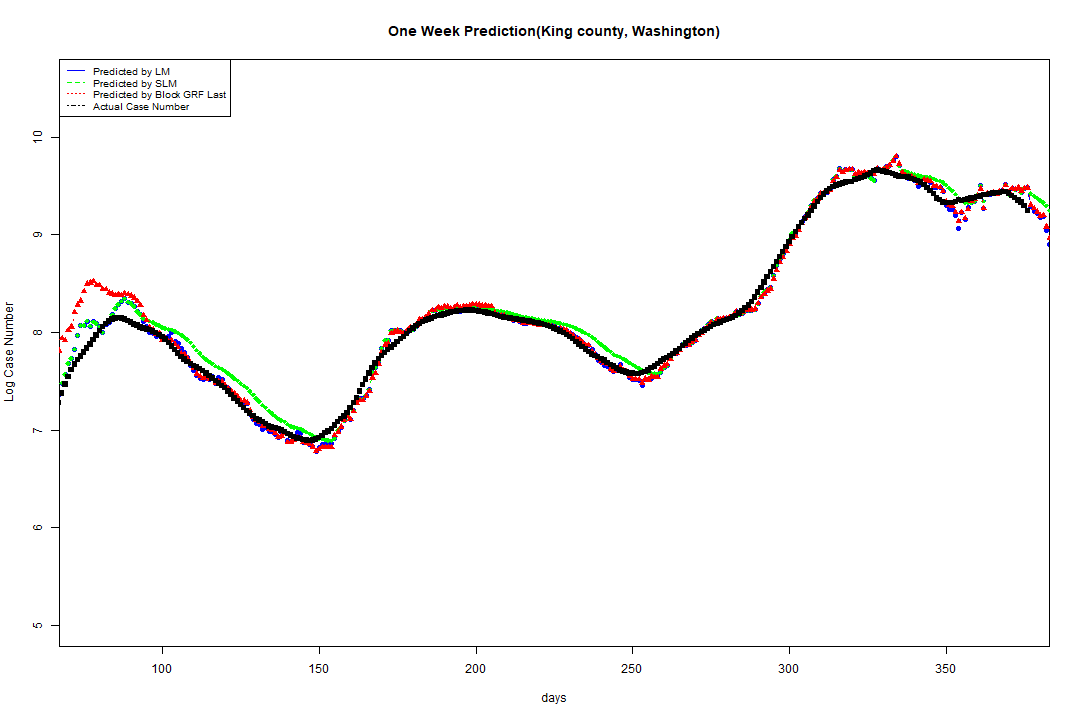 One Week Prediction(King county, Washington)
Predicted by LM
Predicted by SLM
Predicted by Block GRF Last
Actual Case Number
Log Case Number
10
9
8
7
6
5
100 150 200 250 300 350
days